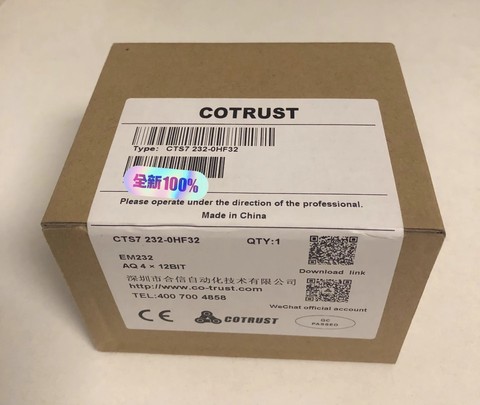 COTRUST
Type: CTS7 232-0HF32
全新100%
Please operate under the direction of the professional.
Made in China
CTS7 232-0HF32 QTY:1
EM232
AQ 4 × 12BIT
Download link
深圳市合信自动化技术有限公司
http://www.co-trust.com
TEL:400 700 4858
WeChat official account
CE COTRUST
QC
PASSED